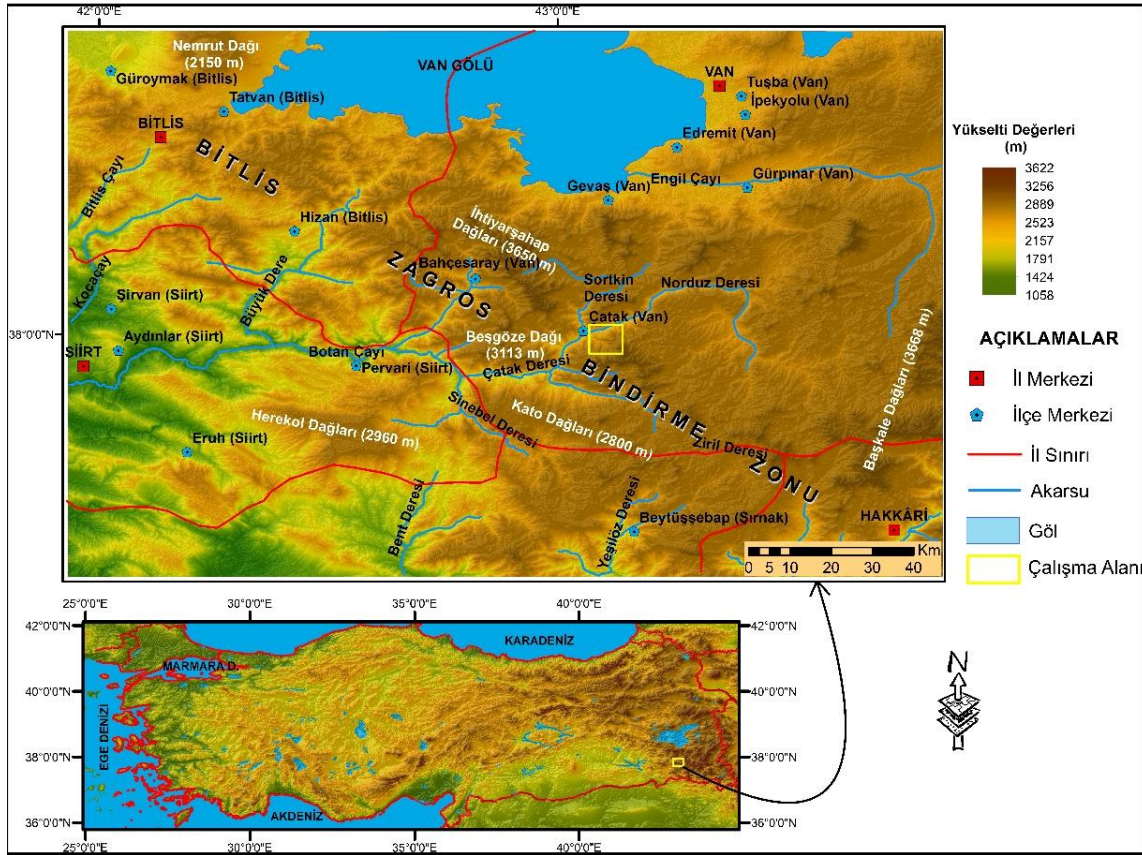 42°0'0"E
43°0'0"E
Nemrut Dağı
(2150 m)
VAN GÖLÜ
VAN
Güroymak (Bitlis)
Tuşba (Van)
İpekyolu (Van)
Tatvan (Bitlis)
BİTLİS
Edremit (Van)
BİTLİS
Bitlis Çayı
Gevaş (Van)
Engil Çayı
Gürpınar (Van)
Hizan (Bitlis)
İhtiyarşahap
Dağları (3650 m)
ZAGROS
Bahçesaray (Van)
Kocaçay
Büyük Dere
Sortkin
Deresi
Norduz Deresi
Şirvan (Siirt)
Çatak (Van)
38°0'0"N
Aydınlar (Siirt)
Beşgöze Dağı
(3113 m)
SİİRT
Botan Çayı
Pervari (Siirt)
Çatak Deresi
BİNDİRME
Başkale Dağları (3668 m)
Sinebel Deresi
Herekol Dağları (2960 m)
Kato Dağları (2800 m)
Eruh (Siirt)
Ziril Deresi
ZONU
Bent Deresi
Yeşilöz Deresi
Beytüşşebap (Şırnak)
HAKKÂRİ
Km
0 5 10 20 30 40
Yükselti Değerleri
(m)
3622
3256
2889
2523
2157
1791
1424
1058
AÇIKLAMALAR
İl Merkezi
İlçe Merkezi
İl Sınırı
Akarsu
Göl
Çalışma Alanı
25°0'0"E
30°0'0"E
35°0'0"E
40°0'0"E
42°0'0"N
42°0'0"N
KARADENİZ
MARMARA D.
40°0'0"N
40°0'0"N
EGE DENİZİ
38°0'0"N
38°0'0"N
AKDENİZ
36°0'0"N
36°0'0"N
25°0'0"E
30°0'0"E
35°0'0"E
40°0'0"E
N